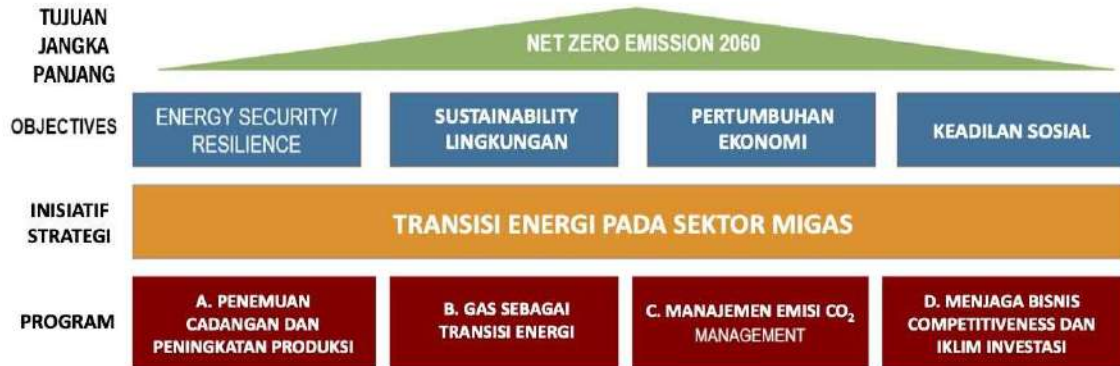 TUJUAN
JANGKA
PANJANG
NET ZERO EMISSION 2060
OBJECTIVES
ENERGY SECURITY/
RESILIENCE
SUSTAINABILITY
LINGKUNGAN
PERTUMBUHAN
EKONOMI
KEADILAN SOSIAL
INISIATIF
STRATEGI
TRANSISI ENERGI PADA SEKTOR MIGAS
PROGRAM
A. PENEMUAN
CADANGAN DAN
PENINGKATAN PRODUKSI
B. GAS SEBAGAI
TRANSISI ENERGI
C. MANAJEMEN EMISI CO₂
MANAGEMENT
D. MENJAGA BISNIS
COMPETITIVENESS DAN
IKLIM INVESTASI